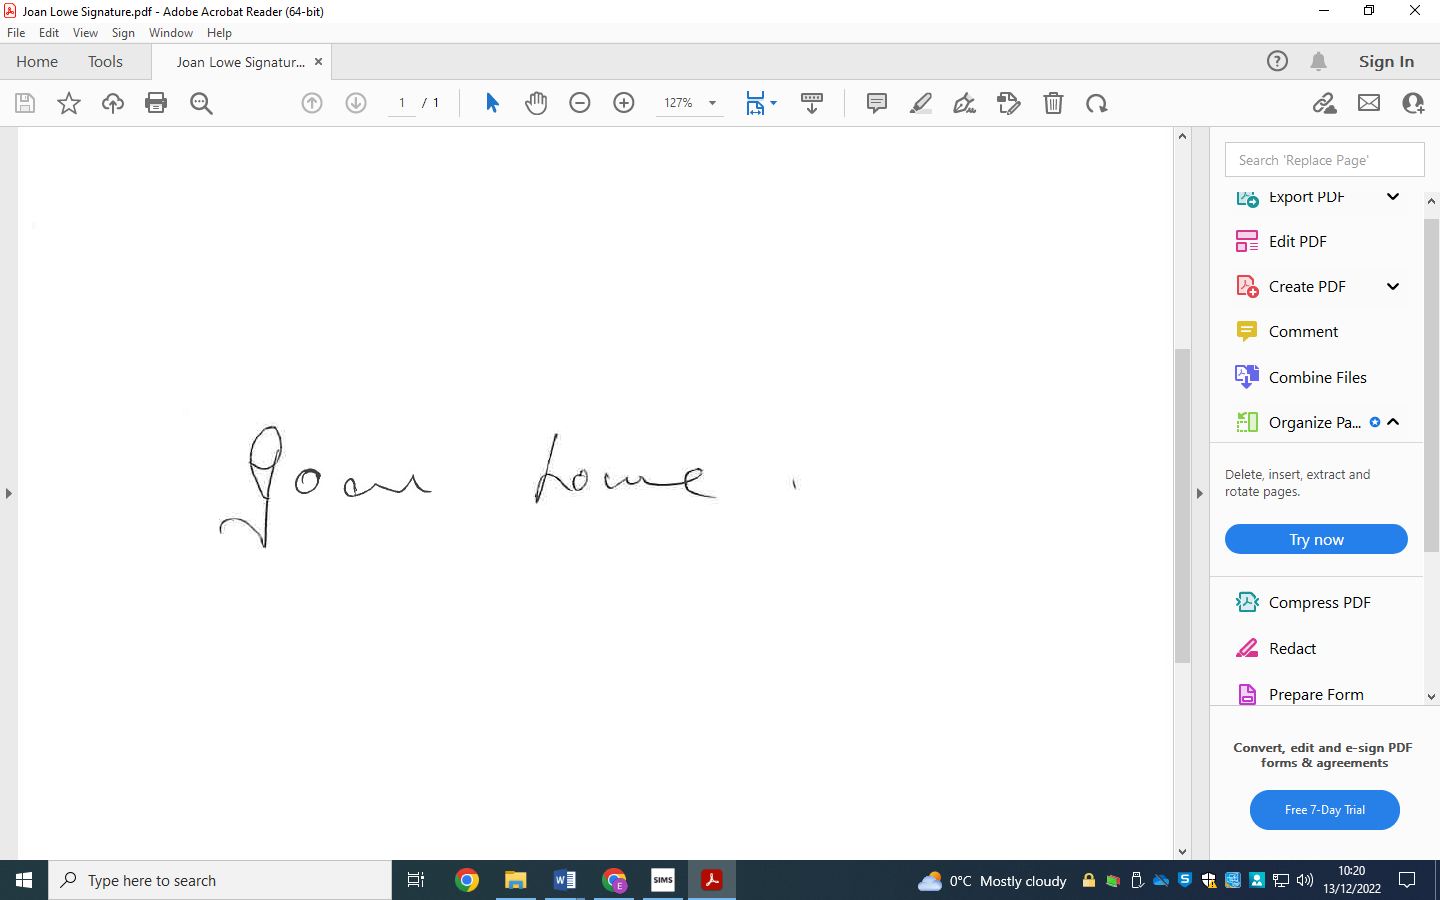 Joan Lowe Signature.pdf - Adobe Acrobat Reader (64-bit)
File Edit View Sign Window Help
Home Tools Joan Lowe Signatur... × Sign In
1 / 1 127%
Search 'Replace Page'
Export PDF
Edit PDF
Create PDF
Comment
Combine Files
Organize Pa...
Joan Lowe
Delete, insert, extract and
rotate pages.
Try now
Compress PDF
Redact
Prepare Form
Convert, edit and e-sign PDF
forms & agreements
Free 7-Day Trial
Type here to search SIMS E 0°C Mostly cloudy 10:20
13/12/2022